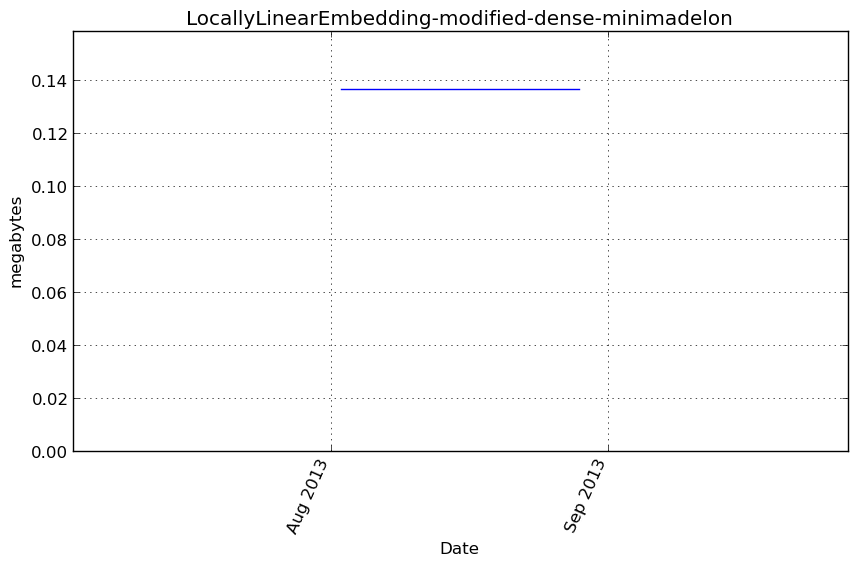 LocallyLinearEmbedding-modified-dense-minimadelon
0.14
0.12
0.10
0.08
0.06
0.04
0.02
0.00
megabytes
Aug 2013
Sep 2013
Date